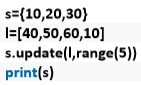 s={10,20,30}
l=[40,50,60,10]
s.update(l,range(5))
print(s)